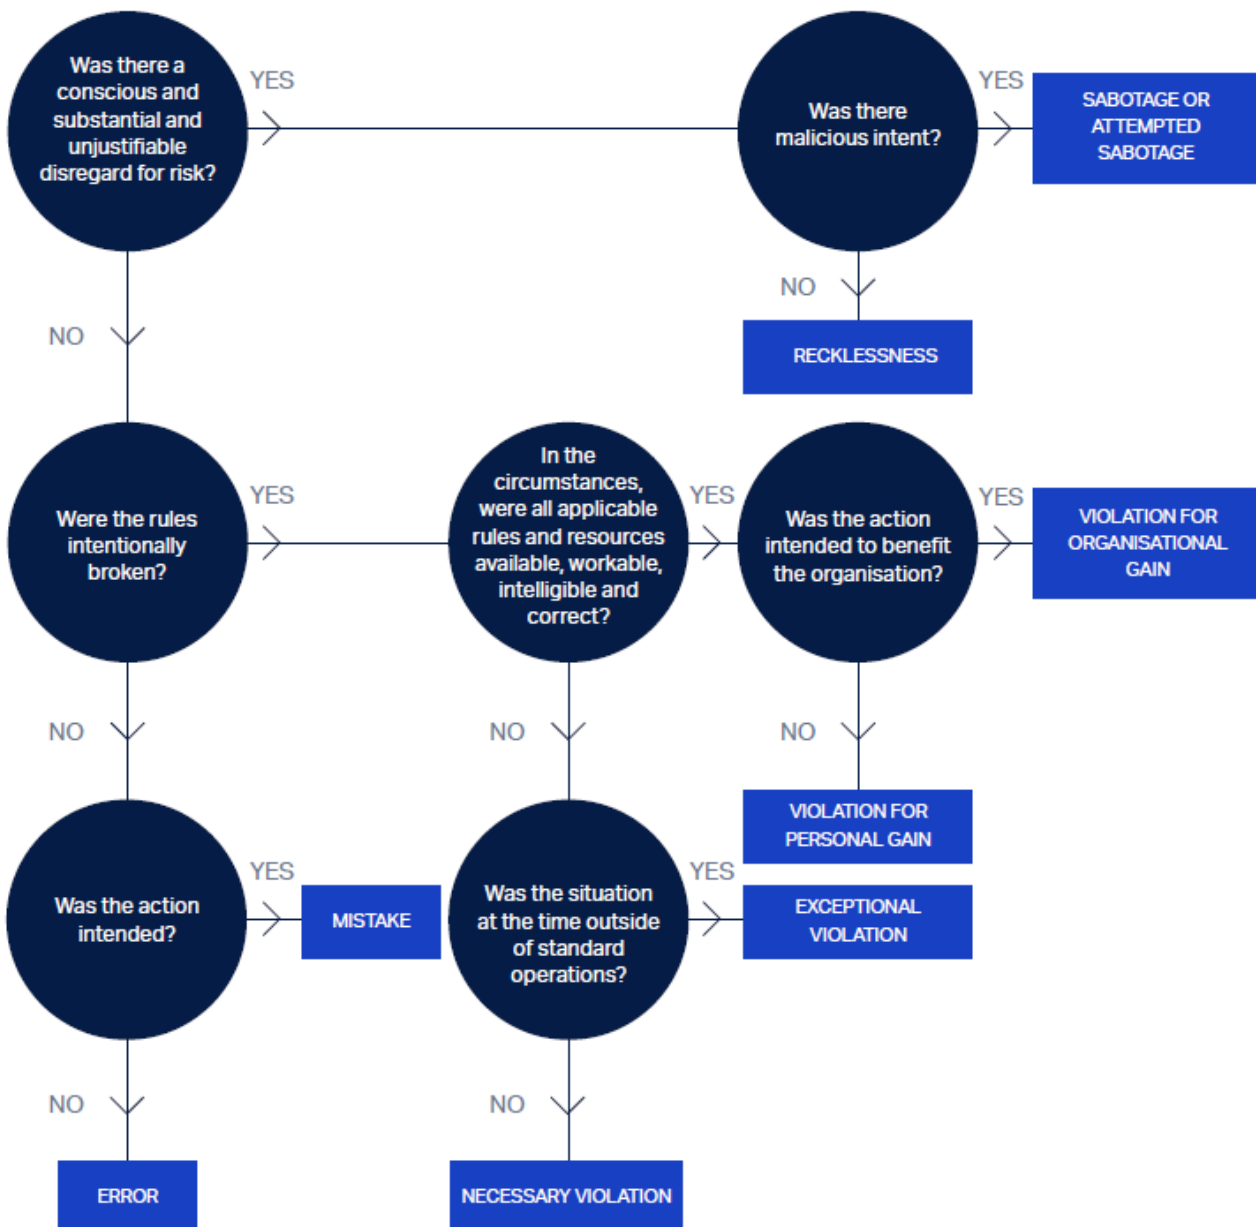 Was there a
conscious and
substantial and
unjustifiable
disregard for risk?
YES
Was there
malicious intent?
YES
SABOTAGE OR
ATTEMPTED
SABOTAGE
NO
RECKLESSNESS
NO
Were the rules
intentionally
broken?
YES
In the
circumstances,
were all applicable
rules and resources
available, workable,
intelligible and
correct?
YES
Was the action
intended to benefit
the organisation?
YES
VIOLATION FOR
ORGANISATIONAL
GAIN
NO
VIOLATION FOR
PERSONAL GAIN
NO
Was the action
intended?
YES
MISTAKE
NO
Was the situation
at the time outside
of standard
operations?
YES
EXCEPTIONAL
VIOLATION
NO
ERROR
NO
NECESSARY VIOLATION